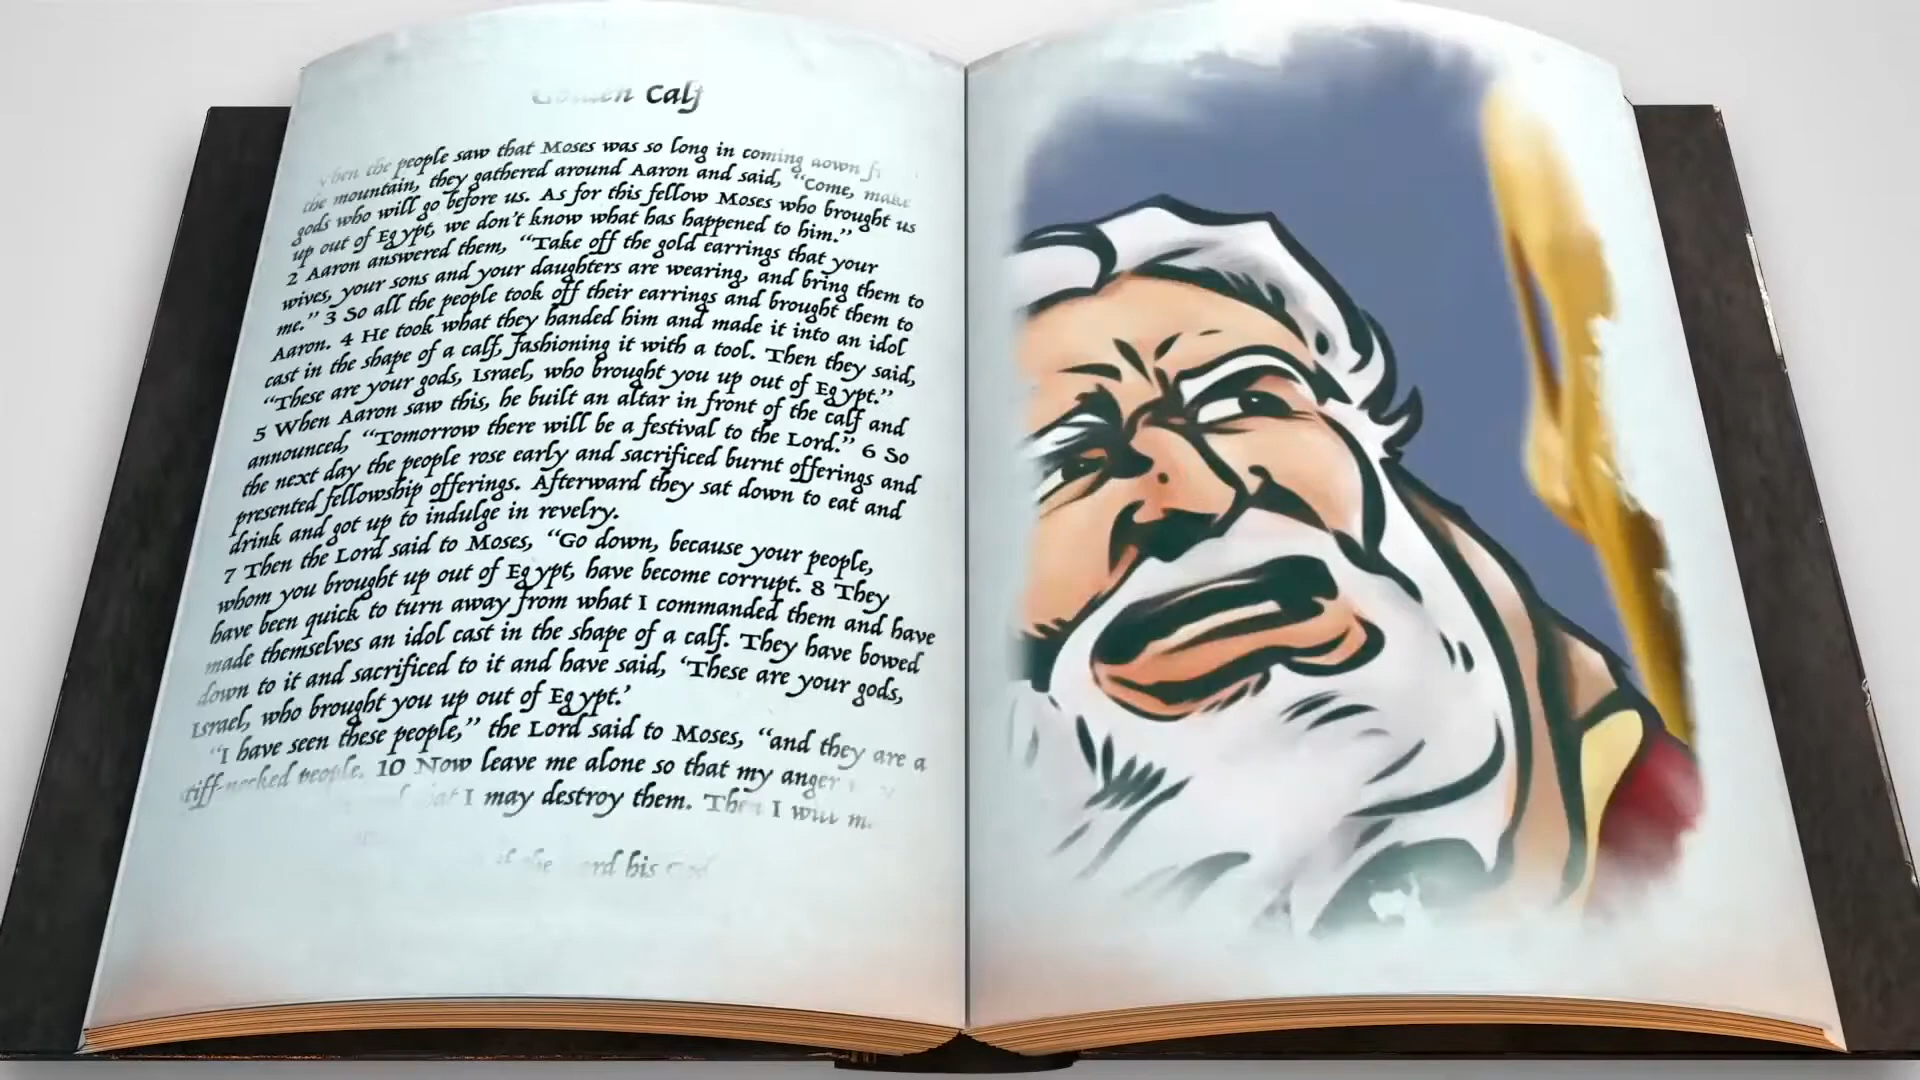 Golden Calf
When the people saw that Moses was so long in coming down
the mountain, they gathered around Aaron and said, “Come, make
gods who will go before us. As for this fellow Moses who brought us
up out of Egypt, we don’t know what has happened to him.”
2 Aaron answered them, “Take off the gold earrings that your
wives, your sons and your daughters are wearing, and bring them to
me.” 3 So all the people took off their earrings and brought them to
Aaron. 4 He took what they handed him and made it into an idol
cast in the shape of a calf, fashioning it with a tool. Then they said,
“These are your gods, Israel, who brought you up out of Egypt.”
5 When Aaron saw this, he built an altar in front of the calf and
announced, “Tomorrow there will be a festival to the Lord.” 6 So
the next day the people rose early and sacrificed burnt offerings and
presented fellowship offerings. Afterward they sat down to eat and
drink and got up to indulge in revelry.
7 Then the Lord said to Moses, “Go down, because your people,
whom you brought up out of Egypt, have become corrupt. 8 They
have been quick to turn away from what I commanded them and have
made themselves an idol cast in the shape of a calf. They have bowed
down to it and sacrificed to it and have said, ‘These are your gods,
Israel, who brought you up out of Egypt.’
“I have seen these people,” the Lord said to Moses, “and they are a
stiff-necked people. 10 Now leave me alone so that my anger
I may destroy them. Then I will
his God